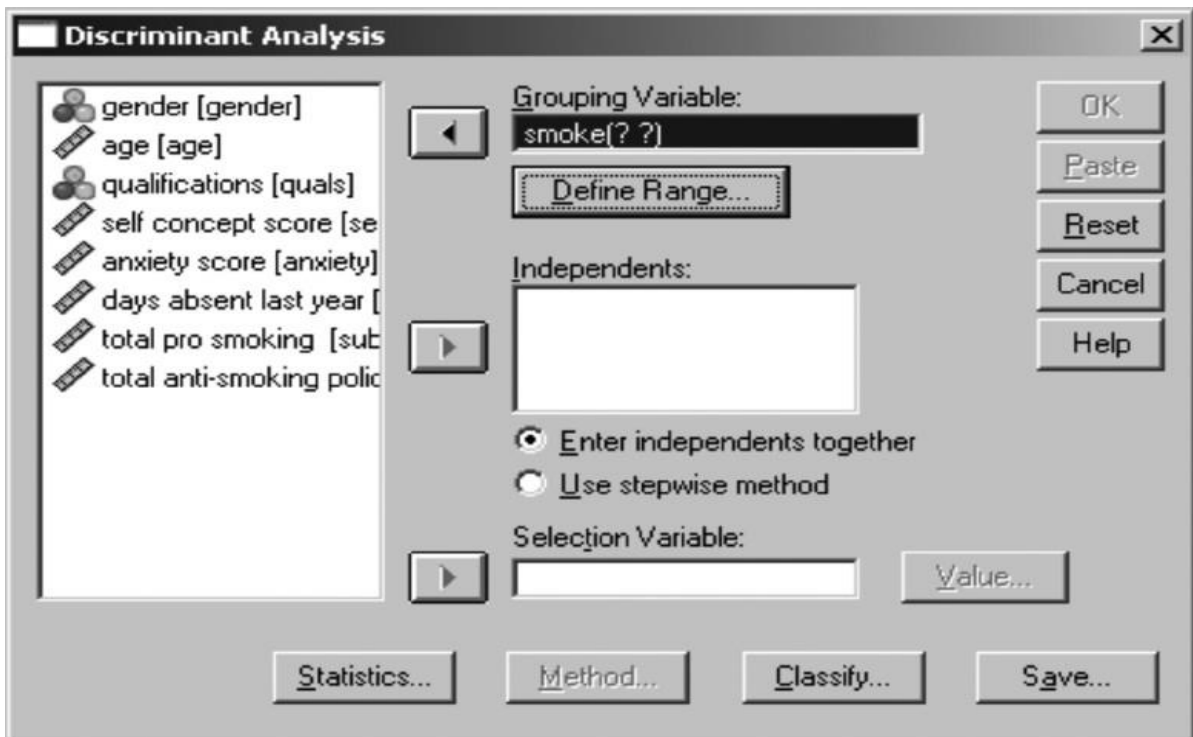 Discriminant Analysis
gender [gender]
age [age]
qualifications [quals]
self concept score [se
anxiety score [anxiety]
days absent last year [
total pro smoking [sub
total anti-smoking polic
Grouping Variable:
smoke(? ?)
Define Range...
Independents:
Enter independents together
Use stepwise method
Selection Variable:
Value...
OK
Paste
Reset
Cancel
Help
Statistics...
Method...
Classify...
Save...